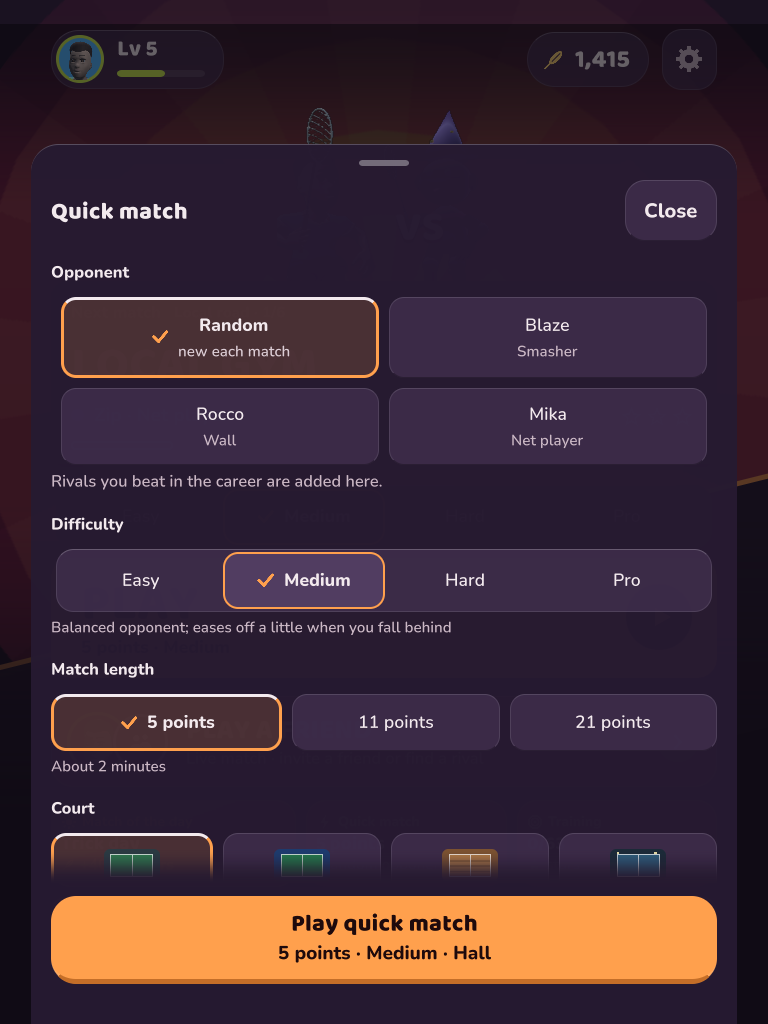 Lv 5
1,415
Quick match
Close
Opponent
Random
new each match
Blaze
Smasher
Rocco
Wall
Mika
Net player
Rivals you beat in the career are added here.
Difficulty
Easy
Medium
Hard
Pro
Balanced opponent; eases off a little when you fall behind
Match length
5 points
11 points
21 points
About 2 minutes
Court
Play quick match
5 points · Medium · Hall